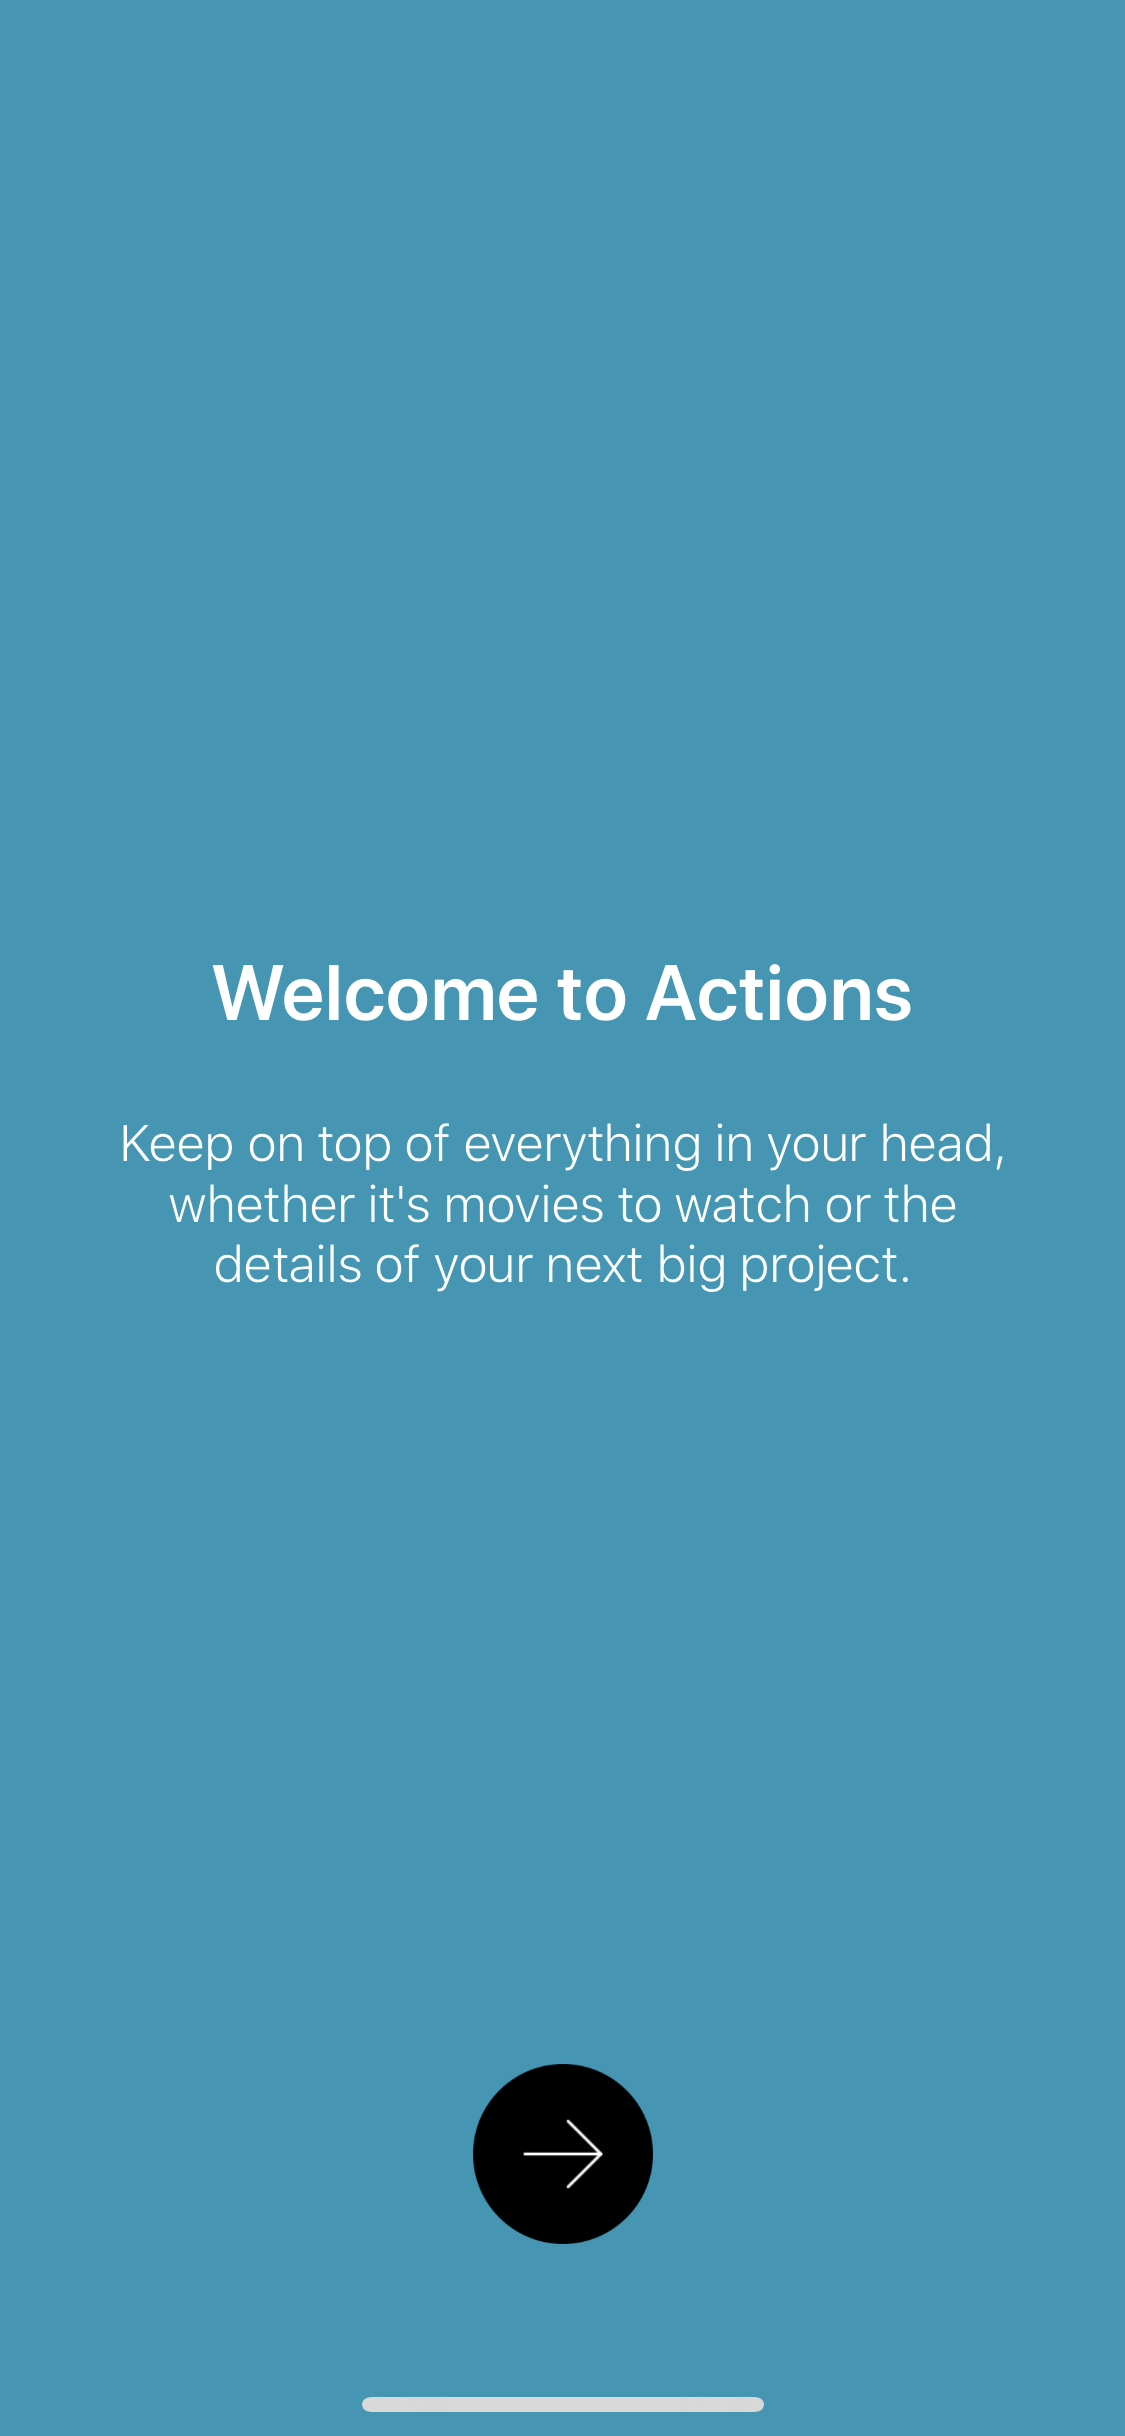 Welcome to Actions
Keep on top of everything in your head,
whether it's movies to watch or the
details of your next big project.